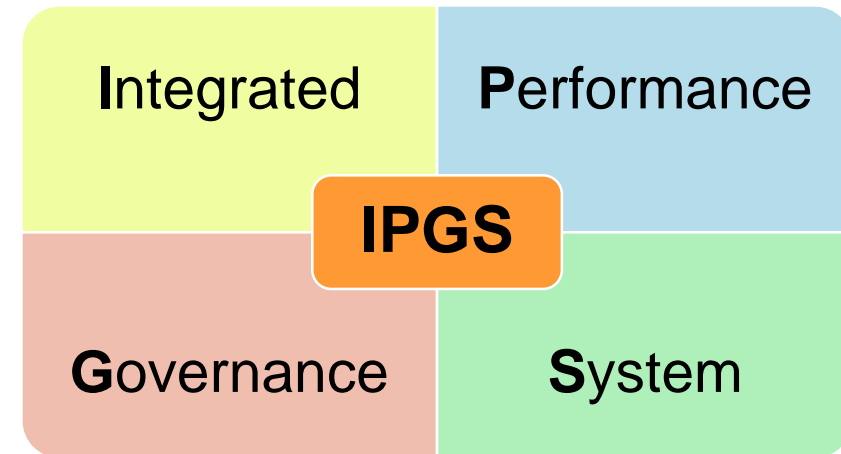 Integrated
Performance
IPGS
Governance
System